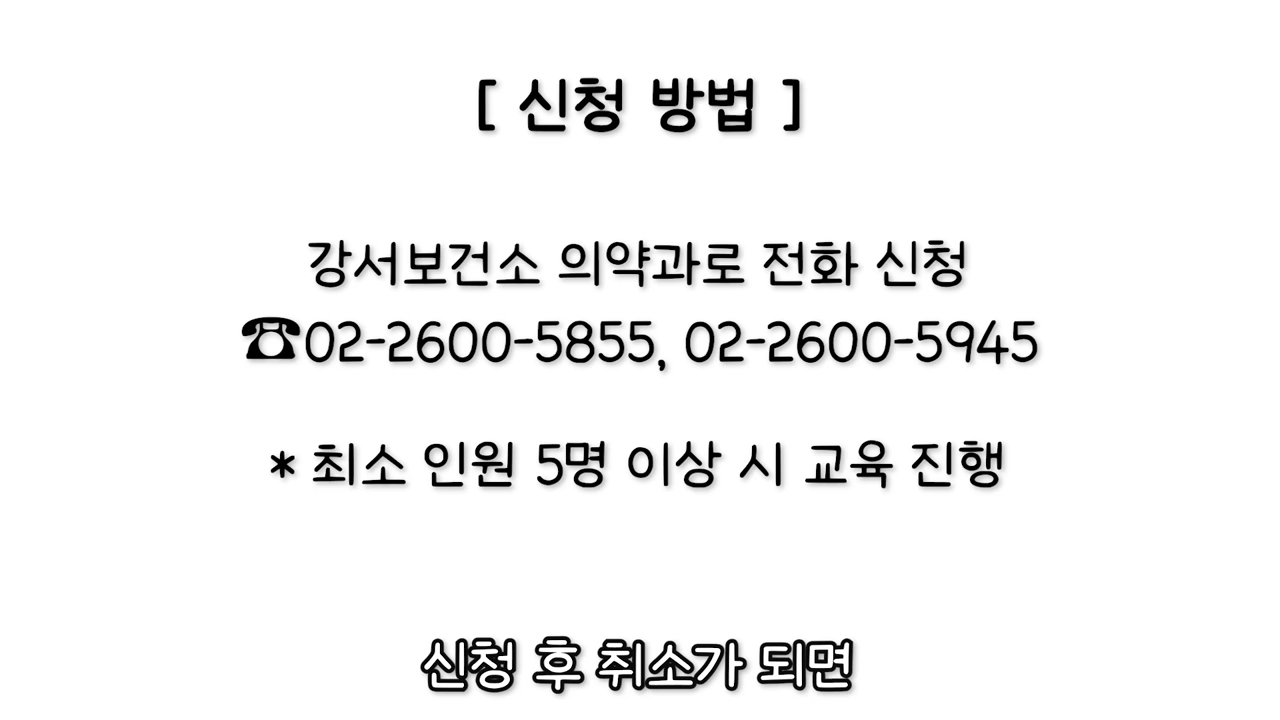 [ 신청 방법 ]
강서보건소 의약과로 전화 신청
☎02-2600-5855, 02-2600-5945
* 최소 인원 5명 이상 시 교육 진행
신청 후 취소가 되면